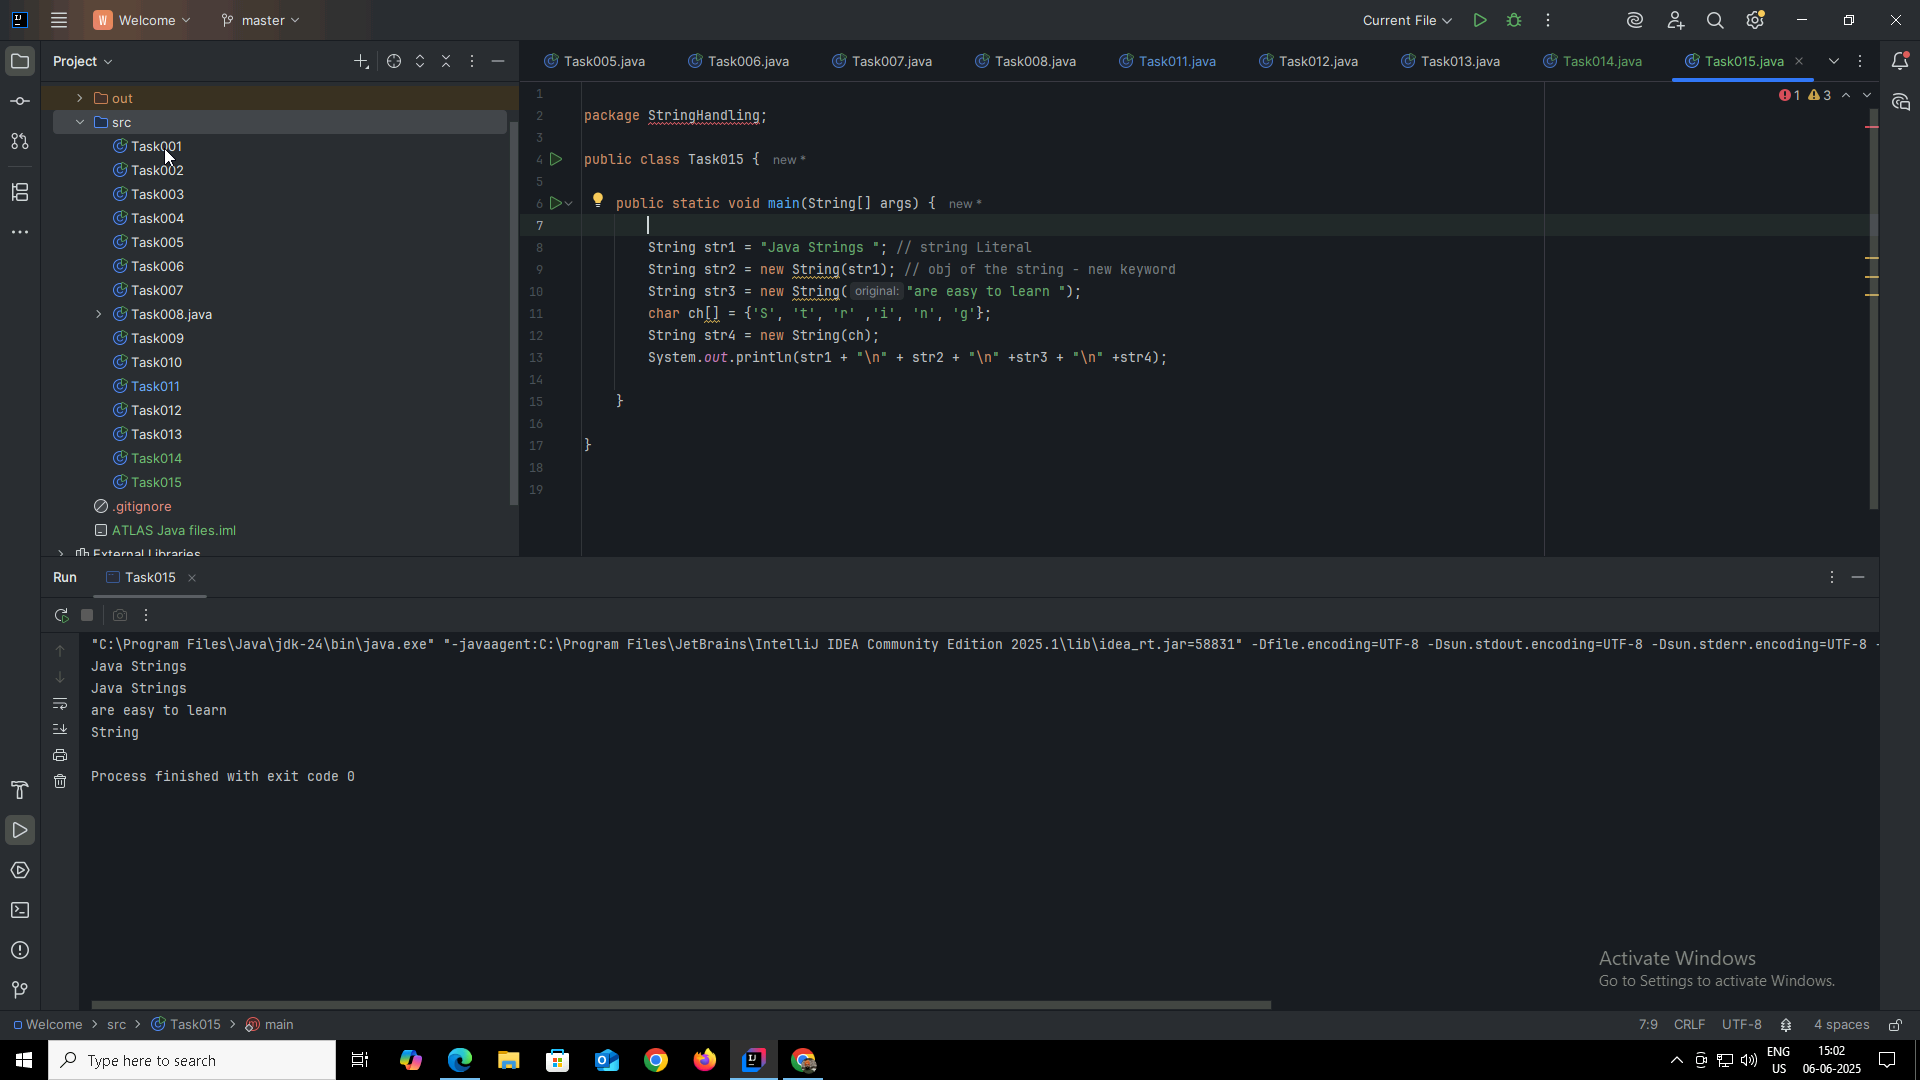 W Welcome master Current File
Project
out
src
Task001
Task002
Task003
Task004
Task005
Task006
Task007
Task008.java
Task009
Task010
Task011
Task012
Task013
Task014
Task015
.gitignore
ATLAS Java files.iml
External Libraries
Task005.java Task006.java Task007.java Task008.java Task011.java Task012.java Task013.java Task014.java Task015.java
1 3
1
2 package StringHandling;
3
4 public class Task015 { new *
5
6 public static void main(String[] args) { new *
7
8 String str1 = "Java Strings "; // string Literal
9 String str2 = new String(str1); // obj of the string - new keyword
10 String str3 = new String( original: "are easy to learn ");
11 char ch[] = {'S', 't', 'r' ,'i', 'n', 'g'};
12 String str4 = new String(ch);
13 System.out.println(str1 + "\n" + str2 + "\n" +str3 + "\n" +str4);
14
15 }
16
17 }
18
19
Run Task015
"C:\Program Files\Java\jdk-24\bin\java.exe" "-javaagent:C:\Program Files\JetBrains\IntelliJ IDEA Community Edition 2025.1\lib\idea_rt.jar=58831" -Dfile.encoding=UTF-8 -Dsun.stdout.encoding=UTF-8 -Dsun.stderr.encoding=UTF-8 -
Java Strings
Java Strings
are easy to learn
String
Process finished with exit code 0
Activate Windows
Go to Settings to activate Windows.
Welcome src Task015 main 7:9 CRLF UTF-8 4 spaces
Type here to search
ENG
US
15:02
06-06-2025